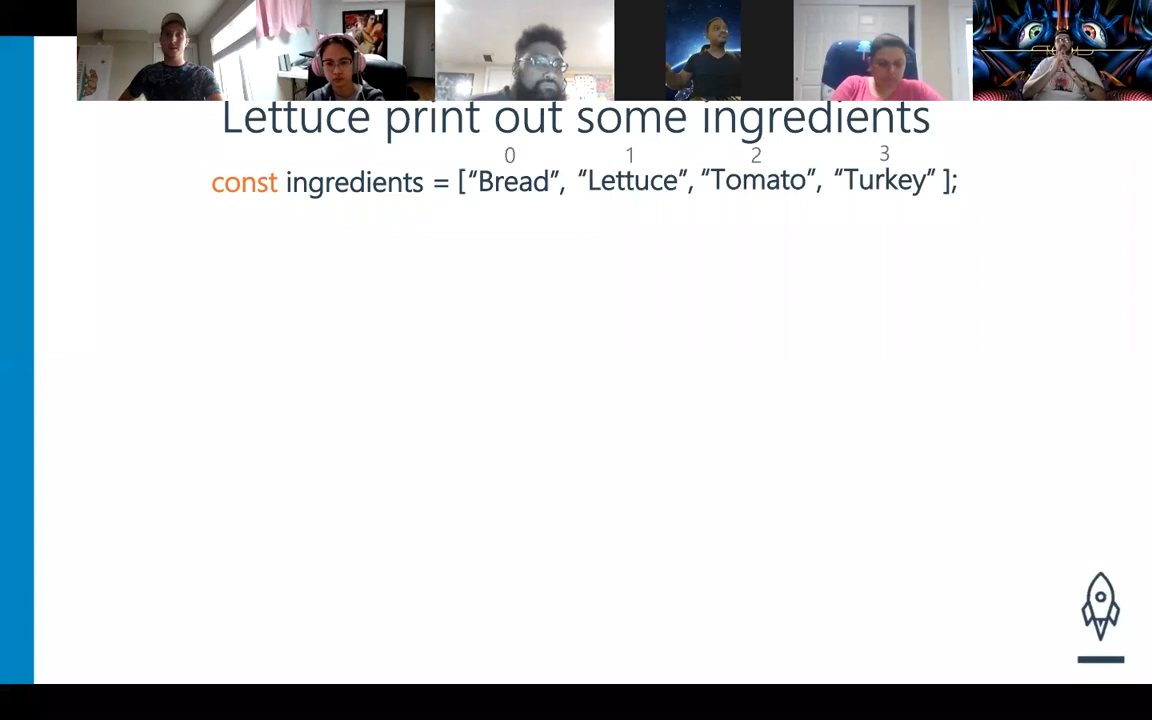 Lettuce print out some ingredients
0 1 2 3
const ingredients = [“Bread”, “Lettuce”, “Tomato”, “Turkey” ];